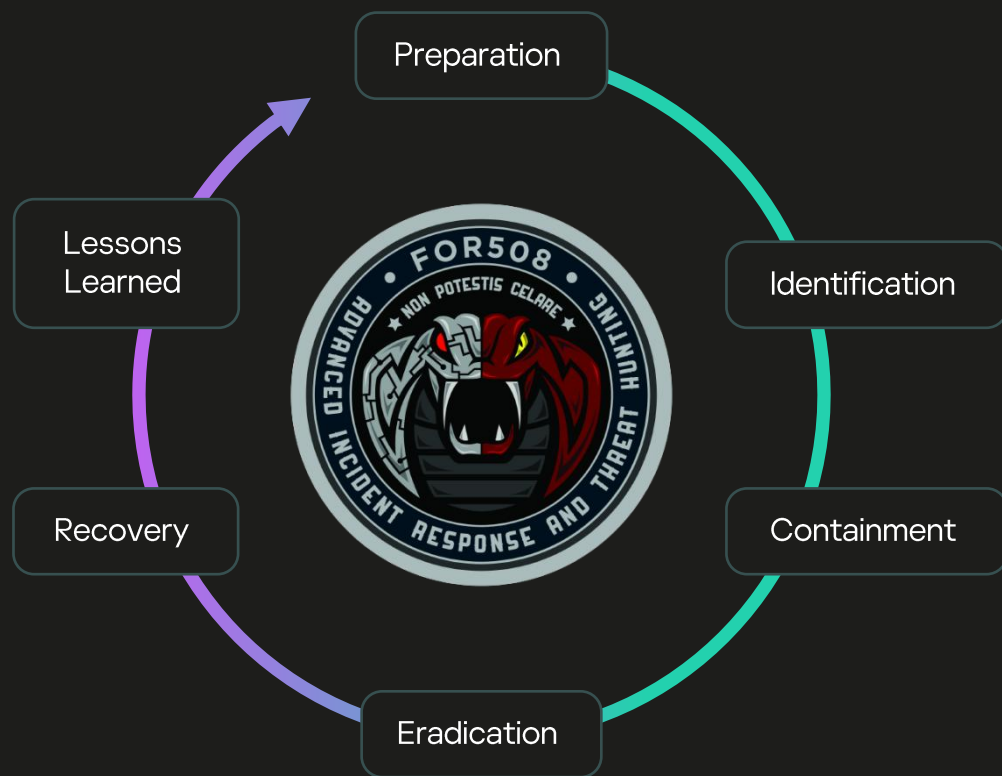 Preparation
Identification
Containment
Eradication
Recovery
Lessons
Learned
FOR508
ADVANCED INCIDENT RESPONSE AND THREAT HUNTING
NON POTESTIS CELARE